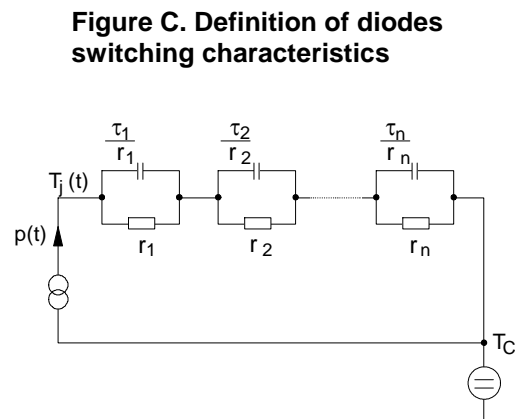 Figure C. Definition of diodes
switching characteristics
τ1
r1
τ2
r2
τn
rn
Tj (t)
p(t)
r1
r2
rn
TC